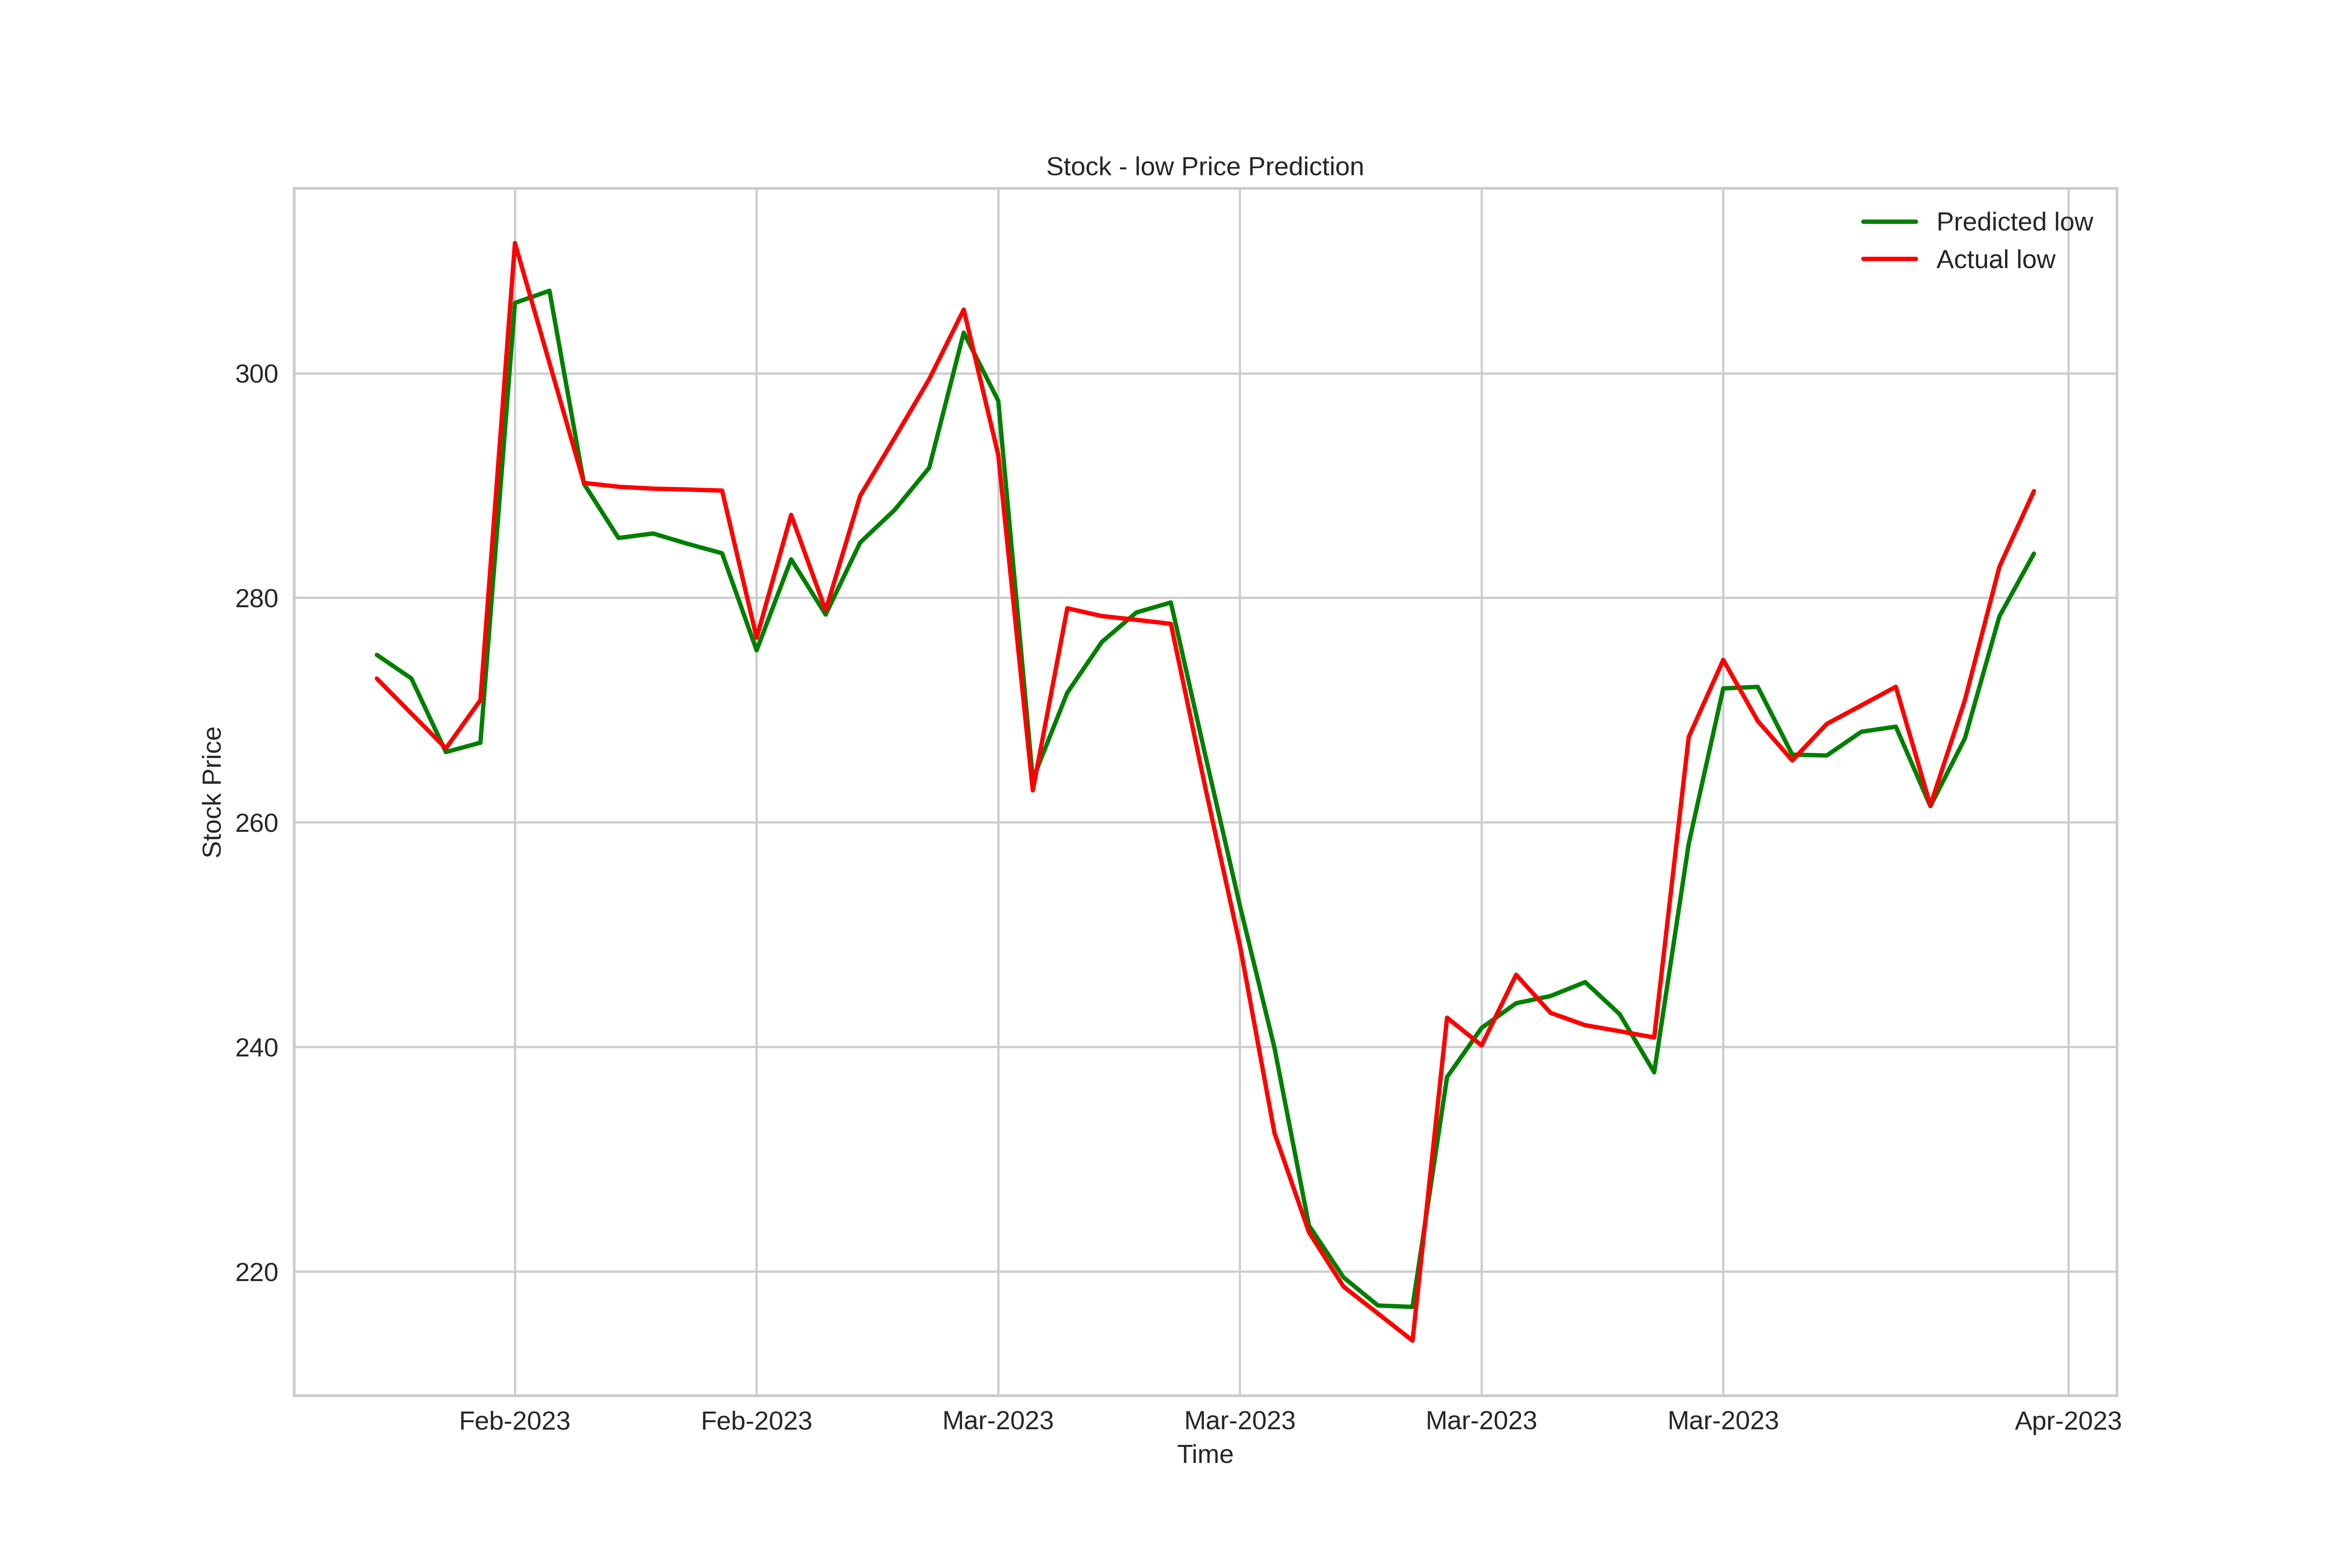 Stock - low Price Prediction
Predicted low
Actual low
300
280
260
240
220
Stock Price
Feb-2023 Feb-2023 Mar-2023 Mar-2023 Mar-2023 Mar-2023 Apr-2023
Time